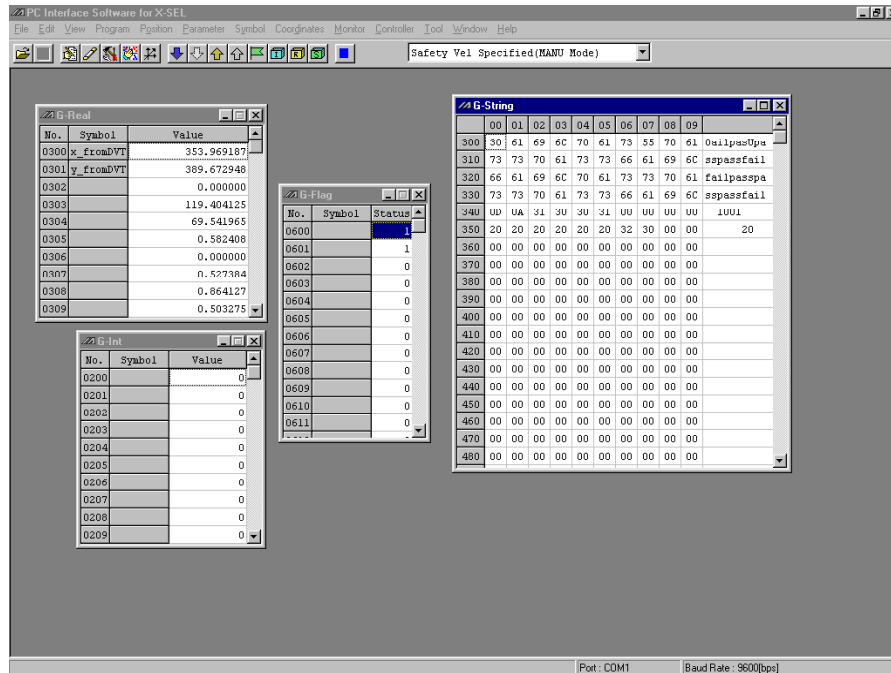 PC Interface Software for X-SEL
File Edit View Program Position Parameter Symbol Coordinates Monitor Controller Tool Window Help
Safety Vel Specified(MANU Mode)
G-Real
No. Symbol Value
0300 x_fromDVT 353.969187
0301 y_fromDVT 389.672948
0302 0.000000
0303 119.404125
0304 69.541965
0305 0.582408
0306 0.000000
0307 0.527384
0308 0.864127
0309 0.503275
G-Int
No. Symbol Value
0200 0
0201 0
0202 0
0203 0
0204 0
0205 0
0206 0
0207 0
0208 0
0209 0
G-Flag
No. Symbol Status
0600 1
0601 1
0602 0
0603 0
0604 0
0605 0
0606 0
0607 0
0608 0
0609 0
0610 0
0611 0
G-String
00 01 02 03 04 05 06 07 08 09
300 30 61 69 6C 70 61 73 55 70 61 0ailpasUpa
310 73 73 70 61 73 73 66 61 69 6C sspassfail
320 66 61 69 6C 70 61 73 73 70 61 failpasspa
330 73 73 70 61 73 73 66 61 69 6C sspassfail
340 0D 0A 31 30 30 31 00 00 00 00 1001
350 20 20 20 20 20 20 32 30 00 00 20
360 00 00 00 00 00 00 00 00 00 00
370 00 00 00 00 00 00 00 00 00 00
380 00 00 00 00 00 00 00 00 00 00
390 00 00 00 00 00 00 00 00 00 00
400 00 00 00 00 00 00 00 00 00 00
410 00 00 00 00 00 00 00 00 00 00
420 00 00 00 00 00 00 00 00 00 00
430 00 00 00 00 00 00 00 00 00 00
440 00 00 00 00 00 00 00 00 00 00
450 00 00 00 00 00 00 00 00 00 00
460 00 00 00 00 00 00 00 00 00 00
470 00 00 00 00 00 00 00 00 00 00
480 00 00 00 00 00 00 00 00 00 00
Port : COM1 Baud Rate : 9600[bps]